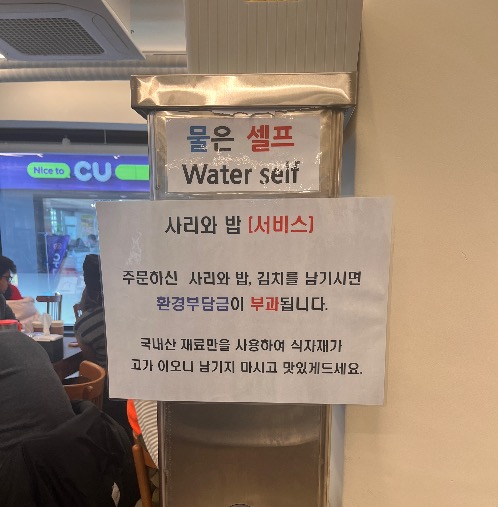 물은 셀프
Water self
Nice to CU
사리와 밥 [서비스]
주문하신 사리와 밥, 김치를 남기시면
환경부담금이 부과됩니다.
국내산 재료만을 사용하여 식자재가
고가 이오니 남기지 마시고 맛있게드세요.